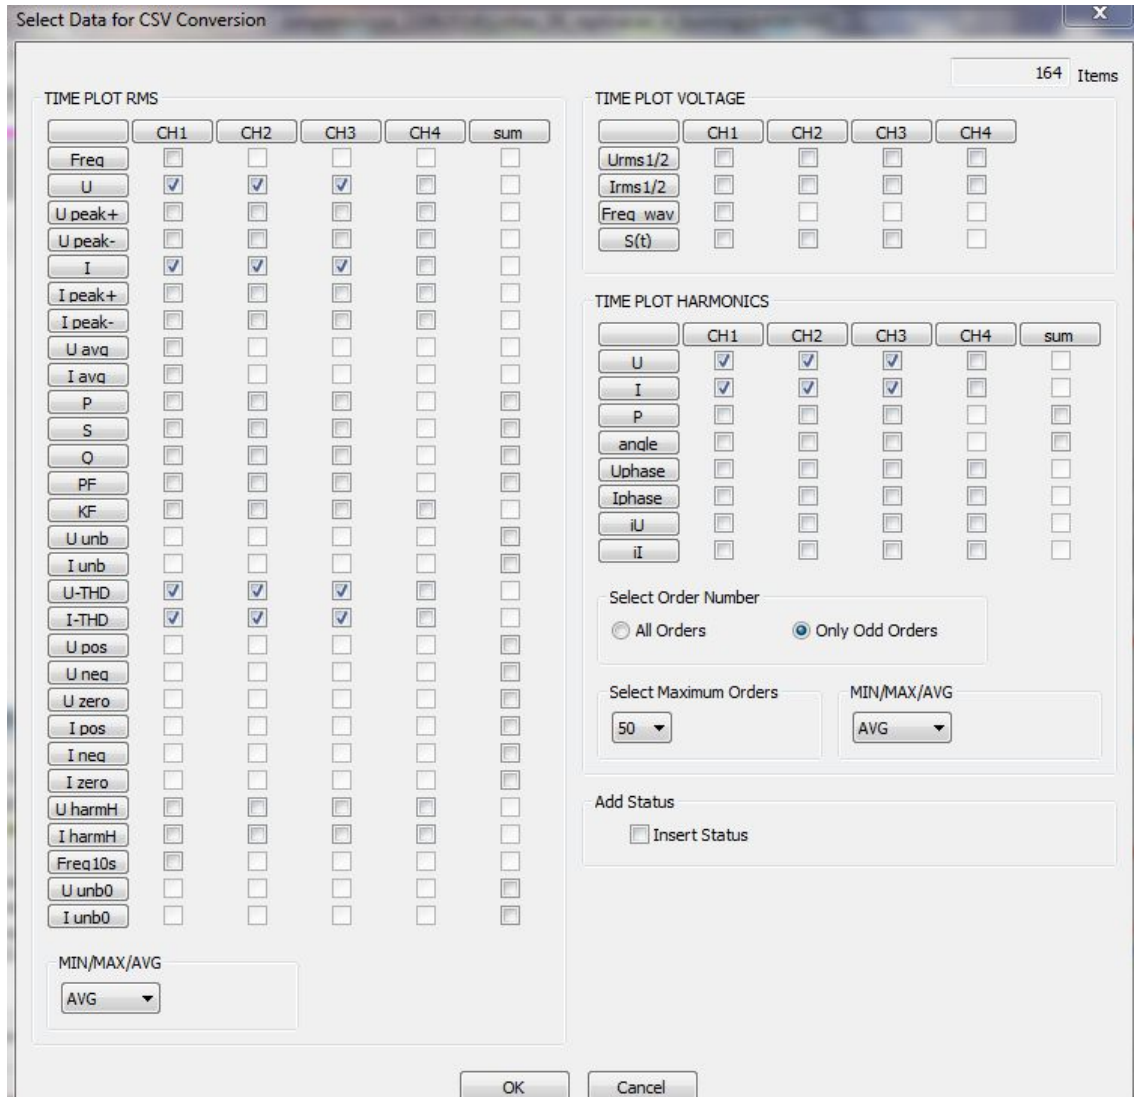 Select Data for CSV Conversion
X
164 Items
TIME PLOT RMS
CH1 CH2 CH3 CH4 sum
Freq
U
U peak+
U peak-
I
I peak+
I peak-
U avg
I avg
P
S
Q
PF
KF
U unb
I unb
U-THD
I-THD
U pos
U neg
U zero
I pos
I neg
I zero
U harmH
I harmH
Freq10s
U unb0
I unb0
MIN/MAX/AVG
AVG
TIME PLOT VOLTAGE
CH1 CH2 CH3 CH4
Urms1/2
Irms1/2
Freq wav
S(t)
TIME PLOT HARMONICS
CH1 CH2 CH3 CH4 sum
U
I
P
angle
Uphase
Iphase
iU
iI
Select Order Number
All Orders Only Odd Orders
Select Maximum Orders MIN/MAX/AVG
50 AVG
Add Status
Insert Status
OK Cancel